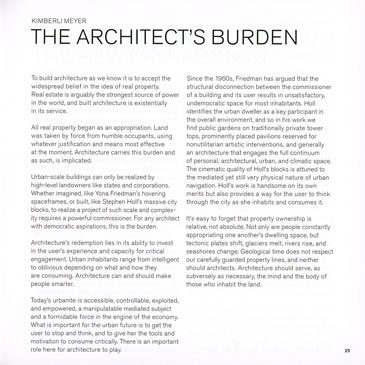 KIMBERLI MEYER
THE ARCHITECT'S BURDEN
To build architecture as we know it is to accept the
widespread belief in the idea of real property.
Real estate is arguably the strongest source of power
in the world, and built architecture is existentially
in its service.
All real property began as an appropriation. Land
was taken by force from humble occupants, using
whatever justification and means most effective
at the moment. Architecture carries this burden and
as such, is implicated.
Urban-scale buildings can only be realized by
high-level landowners like states and corporations.
Whether imagined, like Yona Friedman's hovering
spaceframes, or built, like Stephen Holl's massive city
blocks, to realize a project of such scale and complex-
ity requires a powerful commissioner. For any architect
with democratic aspirations, this is the burden.
Architecture's redemption lies in its ability to invest
in the user's experience and capacity for critical
engagement. Urban inhabitants range from intelligent
to oblivious depending on what and how they
are consuming. Architecture can and should make
people smarter.
Today's urbanite is accessible, controllable, exploited,
and empowered, a manipulatable mediated subject
and a formidable force in the engine of the economy.
What is important for the urban future is to get the
user to stop and think, and to give her the tools and
motivation to consume critically. There is an important
role here for architecture to play.
Since the 1960s, Friedman has argued that the
structural disconnection between the commissioner
of a building and its user results in unsatisfactory,
undemocratic space for most inhabitants. Holl
identifies the urban dweller as a key participant in
the overall environment, and so in his work we
find public gardens on traditionally private tower
tops, prominently placed pavilions reserved for
nonutilitarian artistic interventions, and generally
an architecture that engages the full continuum
of personal, architectural, urban, and climatic space.
The cinematic quality of Holl's blocks is attuned to
the mediated yet still very physical nature of urban
navigation. Holl's work is handsome on its own
merits but also provides a way for the user to think
through the city as she inhabits and consumes it.
It's easy to forget that property ownership is
relative, not absolute. Not only are people constantly
appropriating one another's dwelling space, but
tectonic plates shift, glaciers melt, rivers rise, and
seashores change. Geological time does not respect
our carefully guarded property lines, and neither
should architects. Architecture should serve, as
subversely as necessary, the mind and the body of
those who inhabit the land.
25